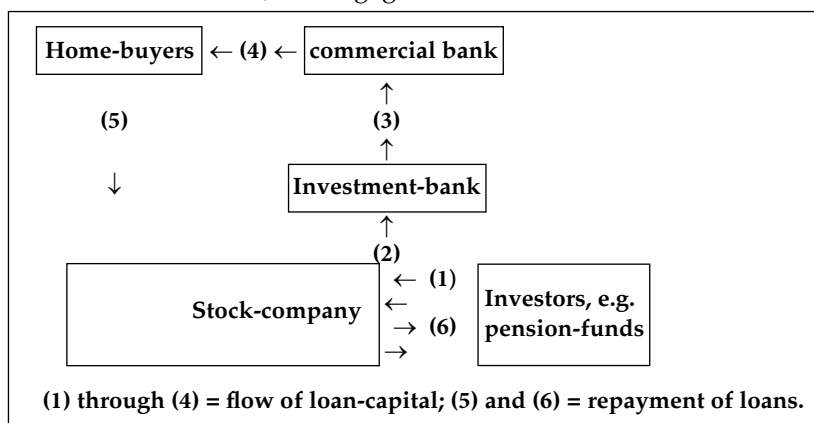 Home-buyers ← (4) ← commercial bank
↑
(5) (3)
↑
↓ Investment-bank
↑
(2)
← (1)
Stock-company ← Investors, e.g.
→ (6) pension-funds
→
(1) through (4) = flow of loan-capital; (5) and (6) = repayment of loans.